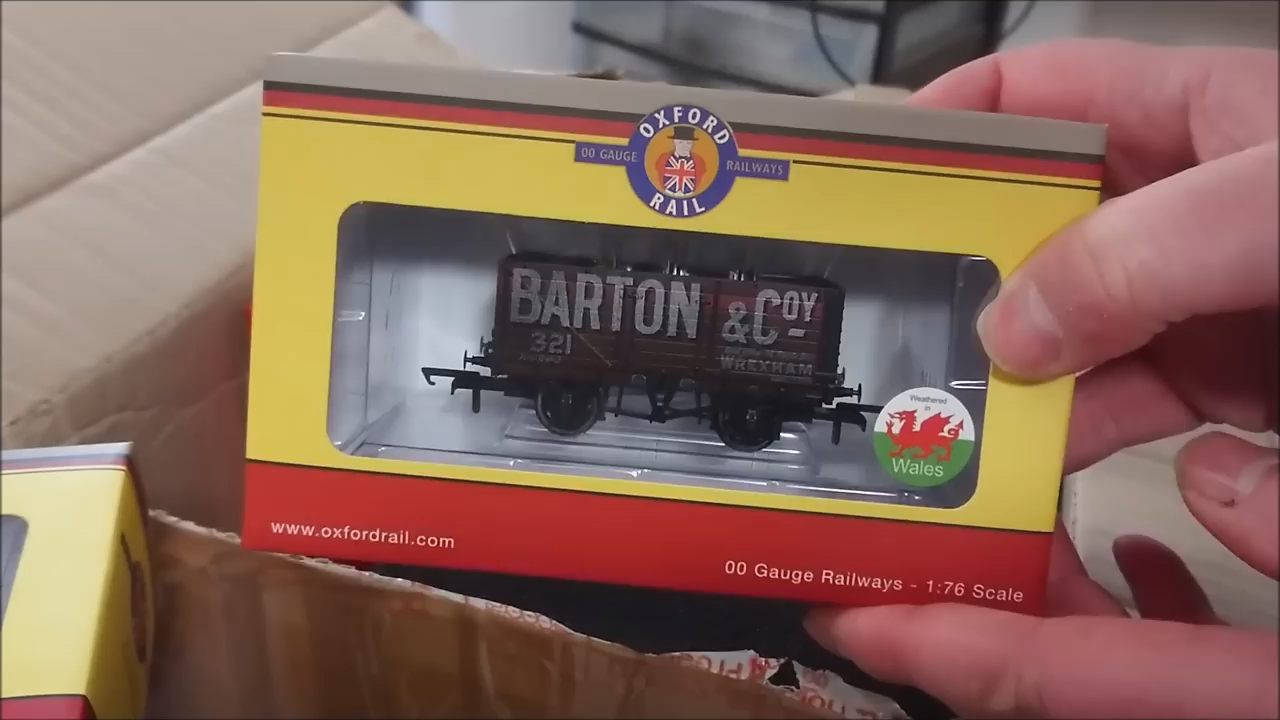 OXFORD
00 GAUGE RAILWAYS
RAIL
BARTON & COY
321
WREXHAM
Weathered
in
Wales
www.oxfordrail.com
00 Gauge Railways - 1:76 Scale